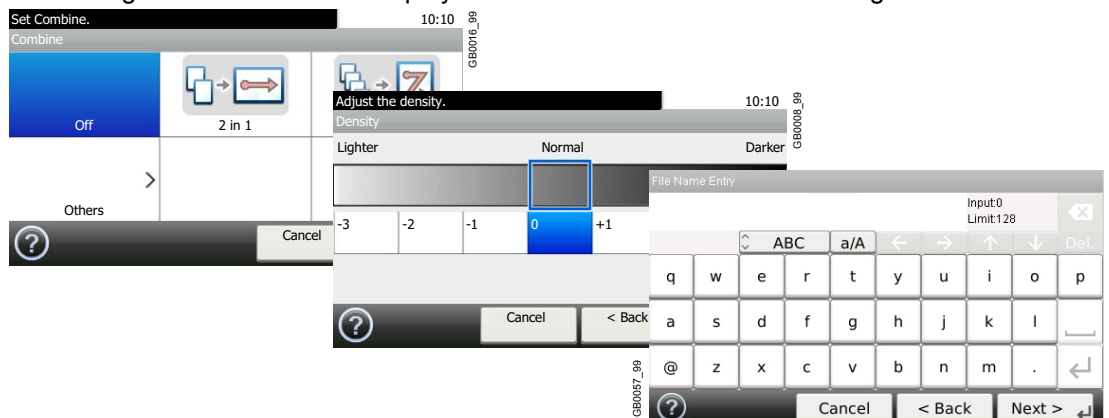 Set Combine.
10:10
Combine
Off
2 in 1
Others
Cancel
GB0016_99
Adjust the density.
10:10
Density
Lighter
Normal
Darker
-3
-2
-1
0
+1
Cancel
< Back
GB0008_99
File Name Entry
Input:0
Limit:128
ABC
a/A
Del.
q w e r t y u i o p
a s d f g h j k l
@ z x c v b n m .
Cancel
< Back
Next >
GB0057_99